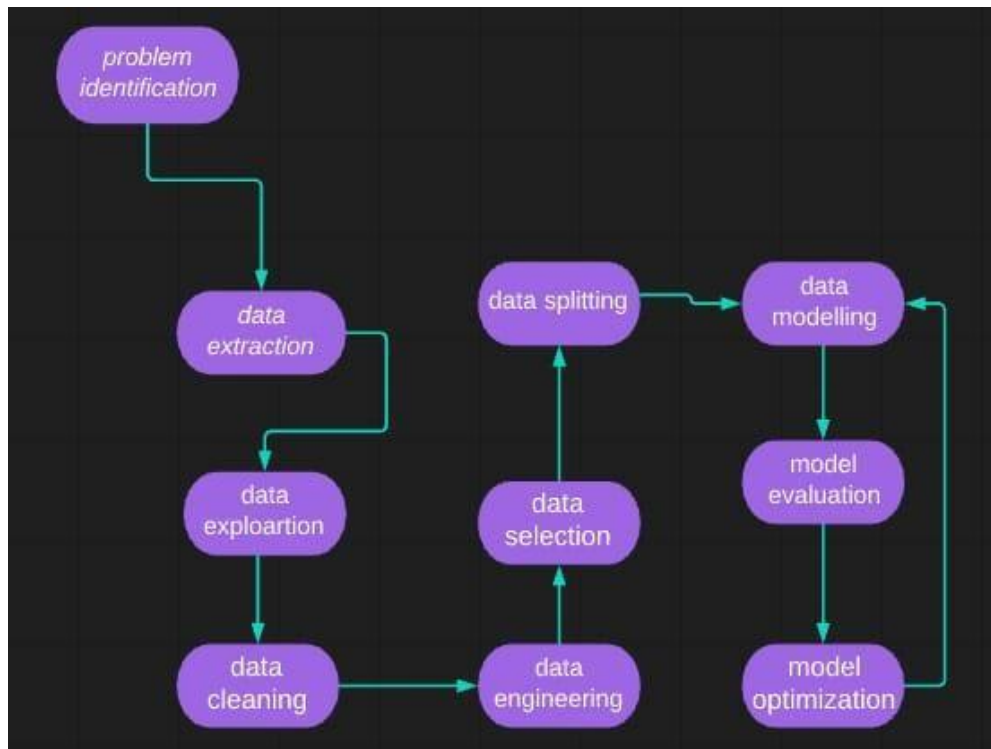 problem
identification
data
extraction
data
exploartion
data
cleaning
data
engineering
data
selection
data splitting
data
modelling
model
evaluation
model
optimization